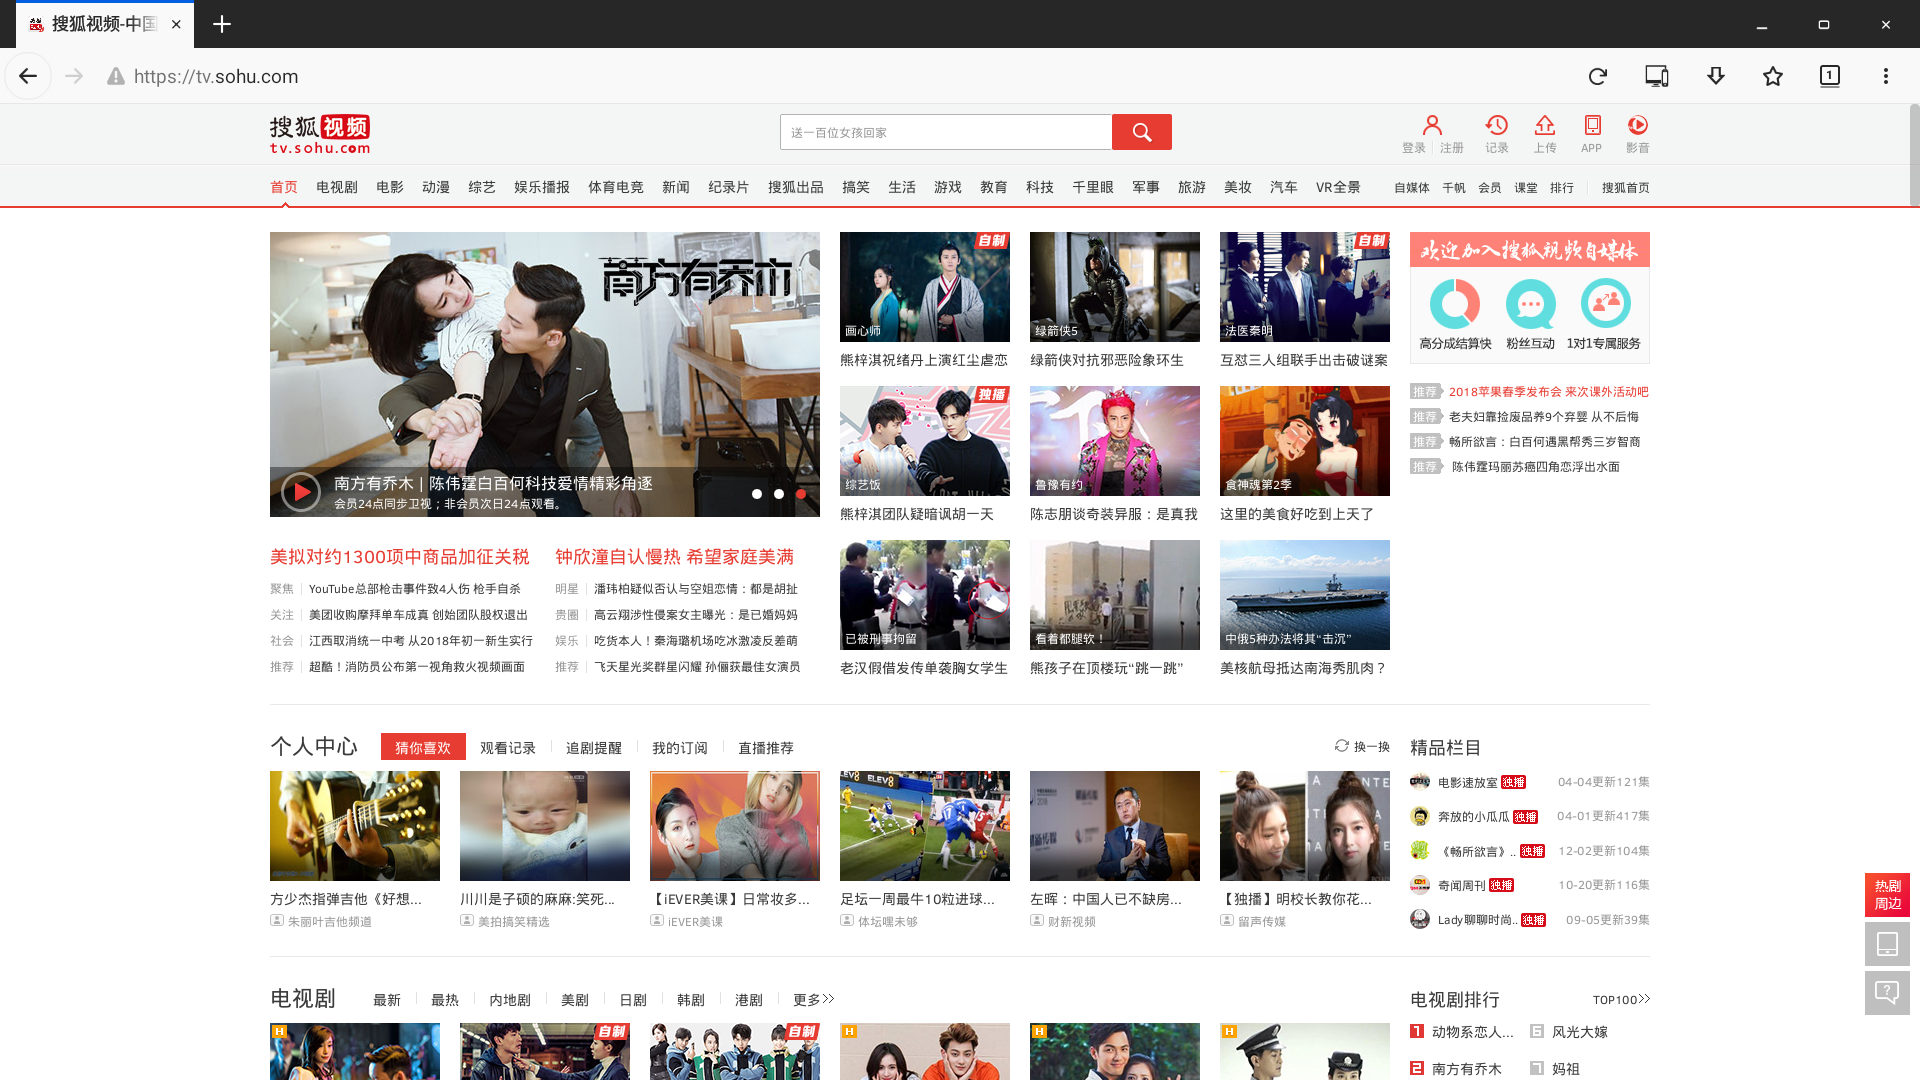 搜狐视频-中国
https://tv.sohu.com
1
搜狐视频
tv.sohu.com
送一百位女孩回家
登录 注册 记录 上传 APP 影音
首页 电视剧 电影 动漫 综艺 娱乐播报 体育电竞 新闻 纪录片 搜狐出品 搞笑 生活 游戏 教育 科技 千里眼 军事 旅游 美妆 汽车 VR全景 自媒体 千帆 会员 课堂 排行 搜狐首页
南方有乔木
南方有乔木 | 陈伟霆白百何科技爱情精彩角逐
会员24点同步卫视；非会员次日24点观看。
自制
画心师
熊梓淇祝绪丹上演红尘虐恋
绿箭侠5
绿箭侠对抗邪恶险象环生
自制
法医秦明
互怼三人组联手出击破谜案
独播
综艺饭
熊梓淇团队疑暗讽胡一天
鲁豫有约
陈志朋谈奇装异服：是真我
食神魂第2季
这里的美食好吃到上天了
已被刑事拘留
老汉假借发传单袭胸女学生
看着都腿软！
熊孩子在顶楼玩“跳一跳”
中俄5种办法将其“击沉”
美核航母抵达南海秀肌肉？
欢迎加入搜狐视频自媒体
高分成结算快 粉丝互动 1对1专属服务
推荐 2018苹果春季发布会 来次课外活动吧
推荐 老夫妇靠捡废品养9个弃婴 从不后悔
推荐 畅所欲言：白百何遇黑帮秀三岁智商
推荐 陈伟霆玛丽苏癌四角恋浮出水面
美拟对约1300项中商品加征关税
聚焦 YouTube总部枪击事件致4人伤 枪手自杀
关注 美团收购摩拜单车成真 创始团队股权退出
社会 江西取消统一中考 从2018年初一新生实行
推荐 超酷！消防员公布第一视角救火视频画面
钟欣潼自认慢热 希望家庭美满
明星 潘玮柏疑似否认与空姐恋情：都是胡扯
贵圈 高云翔涉性侵案女主曝光：是已婚妈妈
娱乐 吃货本人！秦海璐机场吃冰激凌反差萌
推荐 飞天星光奖群星闪耀 孙俪获最佳女演员
个人中心 猜你喜欢 观看记录 追剧提醒 我的订阅 直播推荐 换一换
方少杰指弹吉他《好想...
朱丽叶吉他频道
川川是子硕的麻麻:笑死...
美拍搞笑精选
【iEVER美课】日常妆多...
iEVER美课
ELEV8 ELEV8
足坛一周最牛10粒进球...
体坛嘿未够
左晖：中国人已不缺房...
财新视频
【独播】明校长教你花...
留声传媒
精品栏目
电影速放室 独播 04-04更新121集
奔放的小瓜瓜 独播 04-01更新417集
《畅所欲言》.. 独播 12-02更新104集
奇闻周刊 独播 10-20更新116集
Lady聊聊时尚.. 独播 09-05更新39集
热剧
周边
电视剧 最新 最热 内地剧 美剧 日剧 韩剧 港剧 更多
H
自制
自制
H
H
H
电视剧排行 TOP100
1 动物系恋人... 6 风光大嫁
2 南方有乔木 7 妈祖